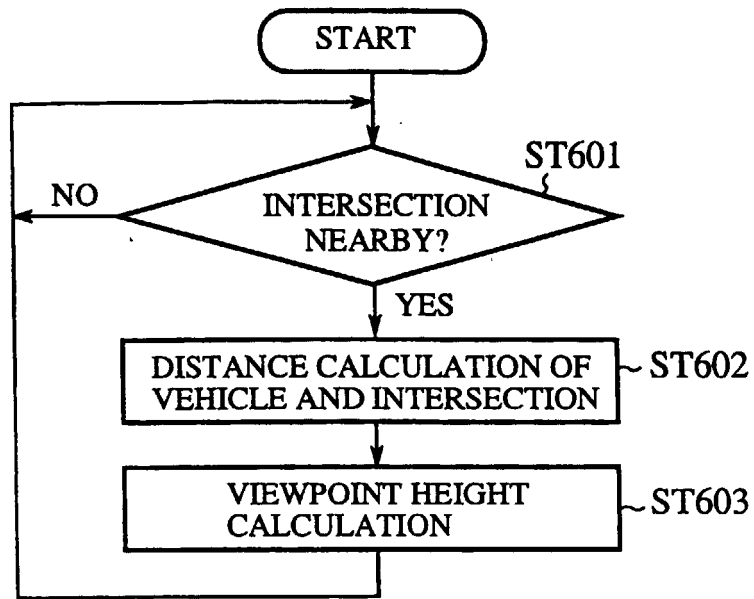 START
ST601
NO
INTERSECTION
NEARBY?
YES
DISTANCE CALCULATION OF
VEHICLE AND INTERSECTION
ST602
VIEWPOINT HEIGHT
CALCULATION
ST603